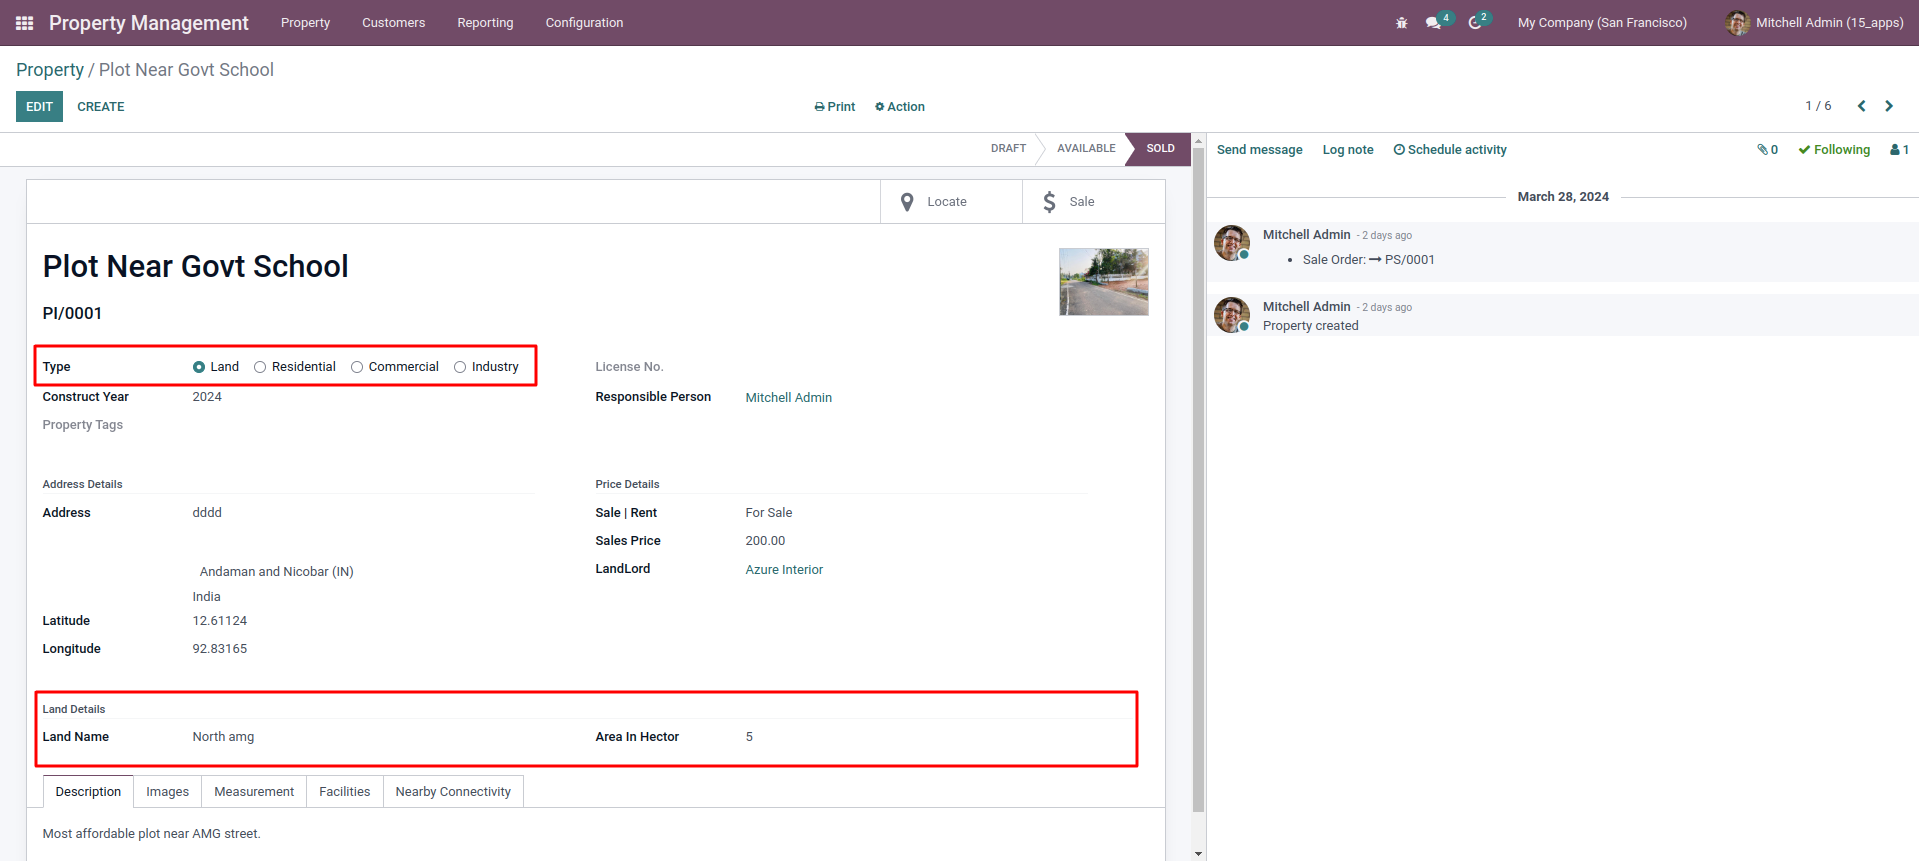 Property Management Property Customers Reporting Configuration 4 2 My Company (San Francisco) Mitchell Admin (15_apps)
Property / Plot Near Govt School
EDIT CREATE Print Action 1 / 6
DRAFT AVAILABLE SOLD
Send message Log note Schedule activity 0 Following 1
Locate Sale
March 28, 2024
Mitchell Admin - 2 days ago
• Sale Order: → PS/0001
Mitchell Admin - 2 days ago
Property created
Plot Near Govt School
PI/0001
Type Land Residential Commercial Industry
License No.
Construct Year 2024
Responsible Person Mitchell Admin
Property Tags
Address Details
Address dddd
Andaman and Nicobar (IN)
India
Latitude 12.61124
Longitude 92.83165
Price Details
Sale | Rent For Sale
Sales Price 200.00
LandLord Azure Interior
Land Details
Land Name North amg Area In Hector 5
Description Images Measurement Facilities Nearby Connectivity
Most affordable plot near AMG street.